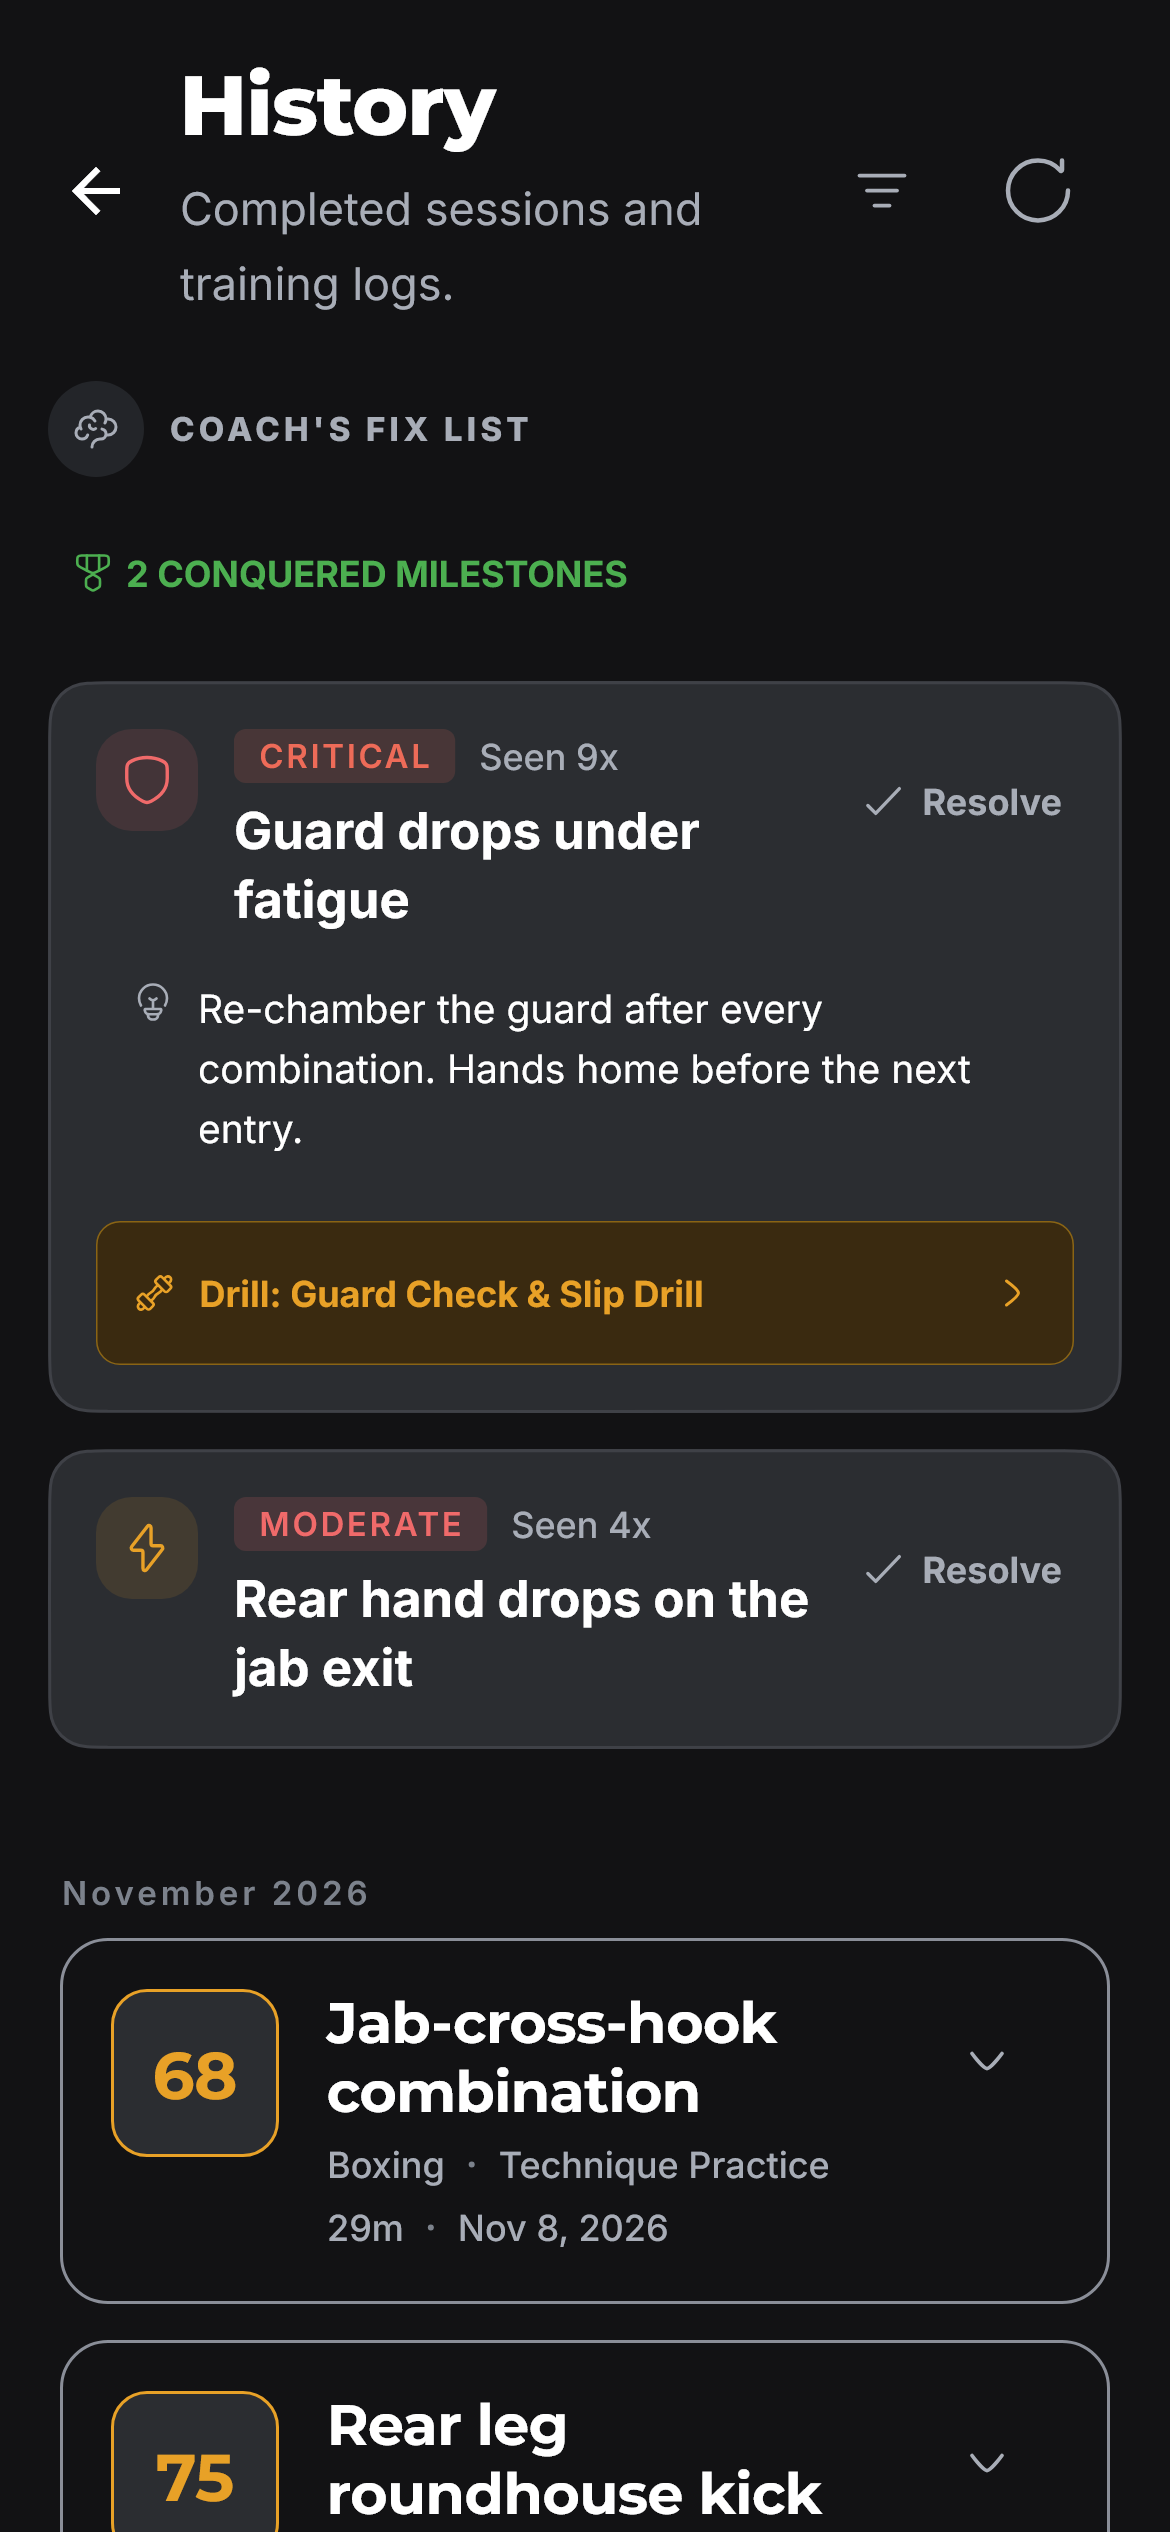 History
Completed sessions and
training logs.
COACH'S FIX LIST
2 CONQUERED MILESTONES
CRITICAL Seen 9x
Guard drops under
fatigue
Resolve
Re-chamber the guard after every
combination. Hands home before the next
entry.
Drill: Guard Check & Slip Drill
MODERATE Seen 4x
Rear hand drops on the
jab exit
Resolve
November 2026
68
Jab-cross-hook
combination
Boxing · Technique Practice
29m · Nov 8, 2026
75
Rear leg
roundhouse kick